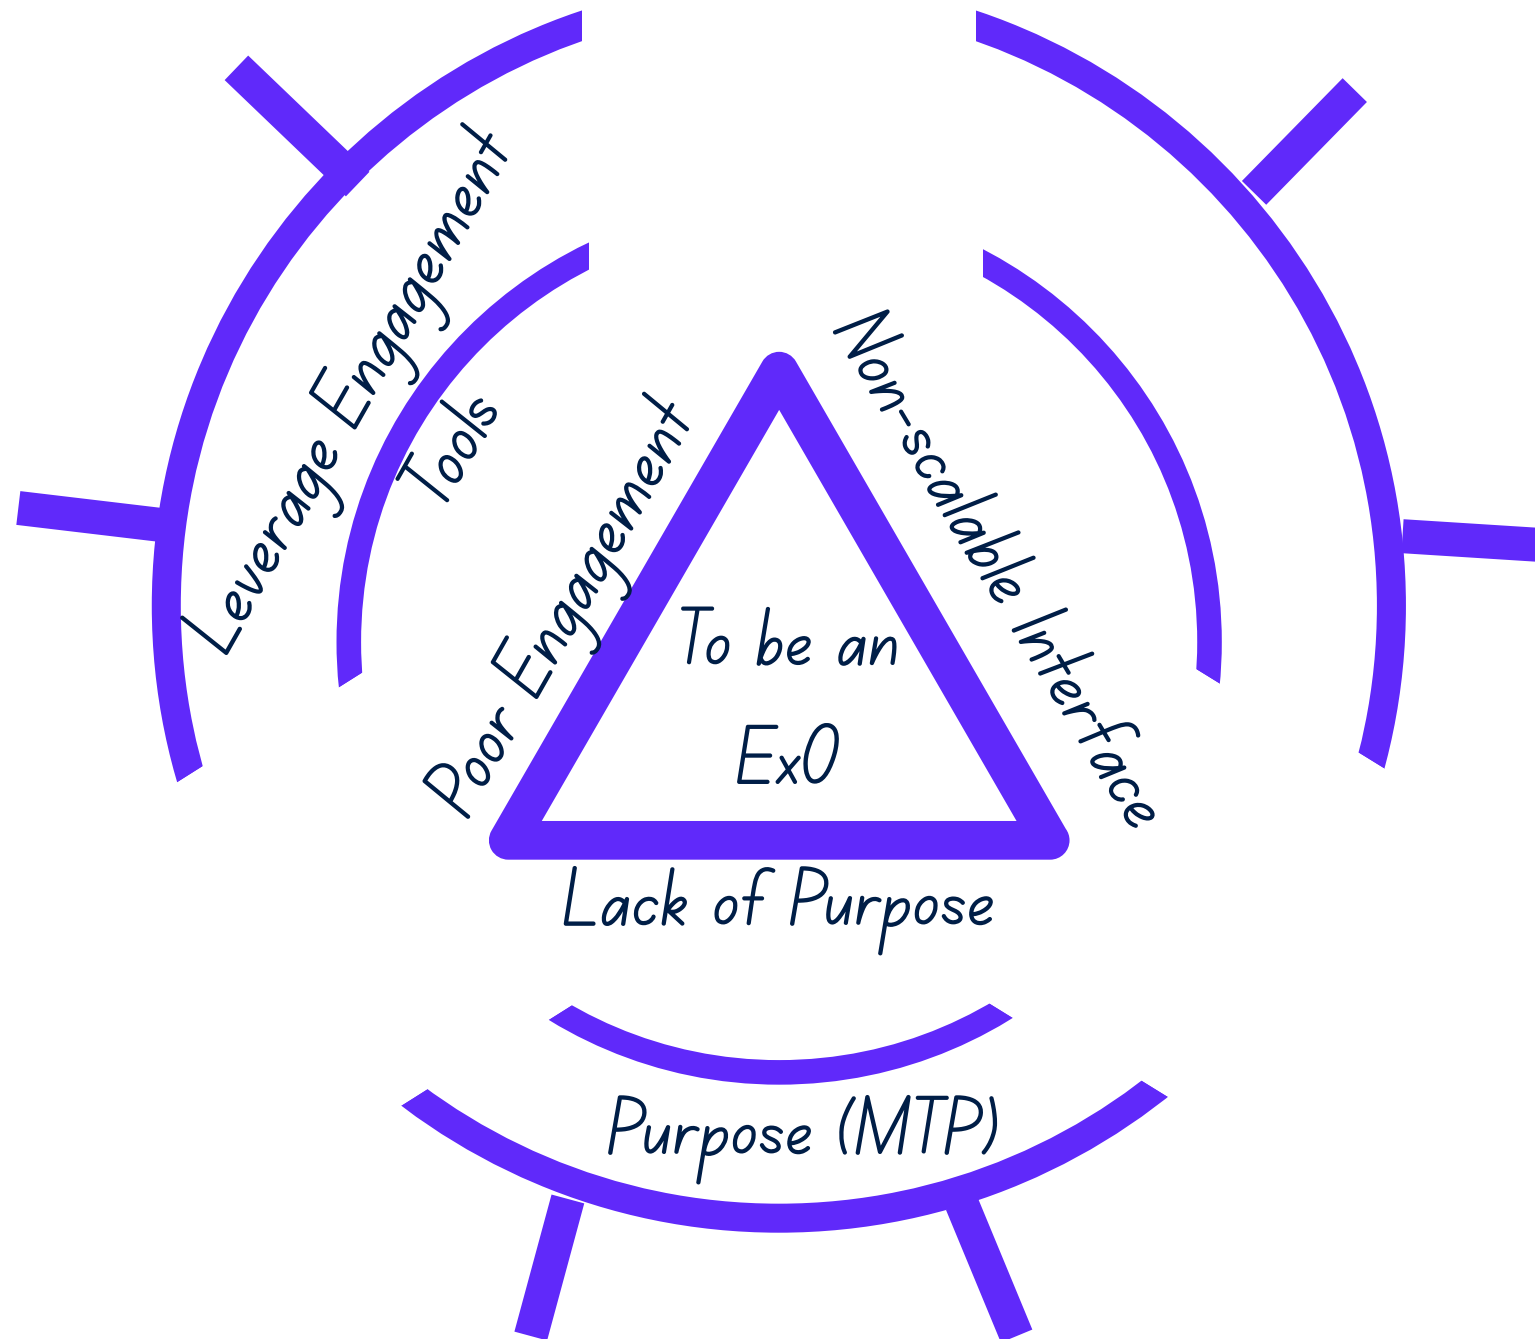 Leverage Engagement
Tools
Poor Engagement
Non-scalable Interface
To be an
ExO
Lack of Purpose
Purpose (MTP)